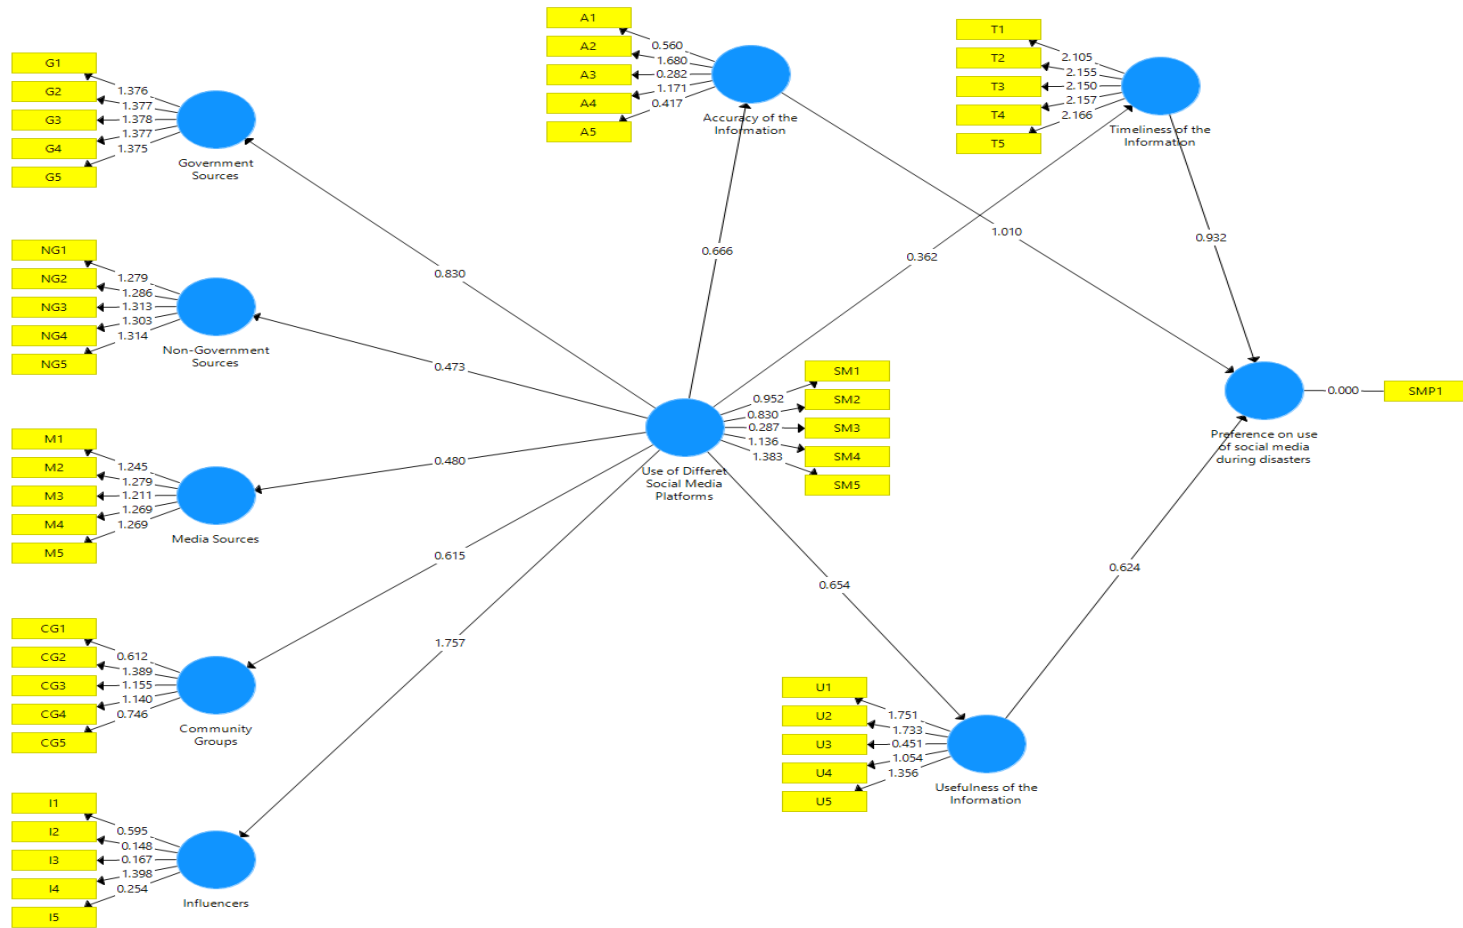 G1
G2
G3
G4
G5
1.376
1.377
1.378
1.377
1.375
Government
Sources
NG1
NG2
NG3
NG4
NG5
1.279
1.286
1.313
1.303
1.314
Non-Government
Sources
M1
M2
M3
M4
M5
1.245
1.279
1.211
1.269
1.269
Media Sources
CG1
CG2
CG3
CG4
CG5
0.612
1.389
1.155
1.140
0.746
Community
Groups
I1
I2
I3
I4
I5
0.595
0.148
0.167
1.398
0.254
Influencers
0.830
0.473
0.480
0.615
1.757
A1
A2
A3
A4
A5
0.560
1.680
0.282
1.171
0.417
Accuracy of the
Information
0.666
0.362
1.010
T1
T2
T3
T4
T5
2.105
2.155
2.150
2.157
2.166
Timeliness of the
Information
0.932
SM1
SM2
SM3
SM4
SM5
0.952
0.830
0.287
1.136
1.383
Use of Differet
Social Media
Platforms
0.654
U1
U2
U3
U4
U5
1.751
1.733
0.451
1.054
1.356
Usefulness of the
Information
0.624
Preference on use
of social media
during disasters
0.000
SMP1